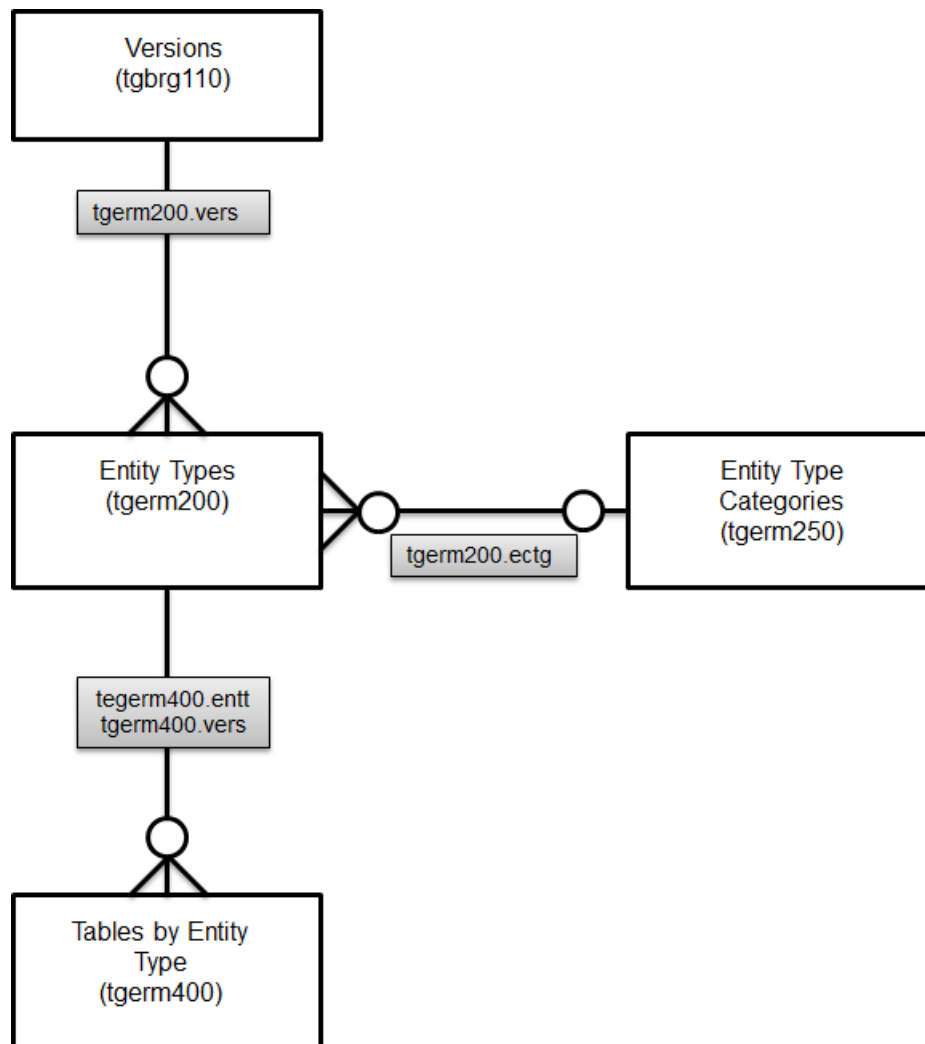 Versions
(tgbrg110)
tgerm200.vers
Entity Types
(tgerm200)
Entity Type
Categories
(tgerm250)
tgerm200.ectg
tegerm400.entt
tgerm400.vers
Tables by Entity
Type
(tgerm400)